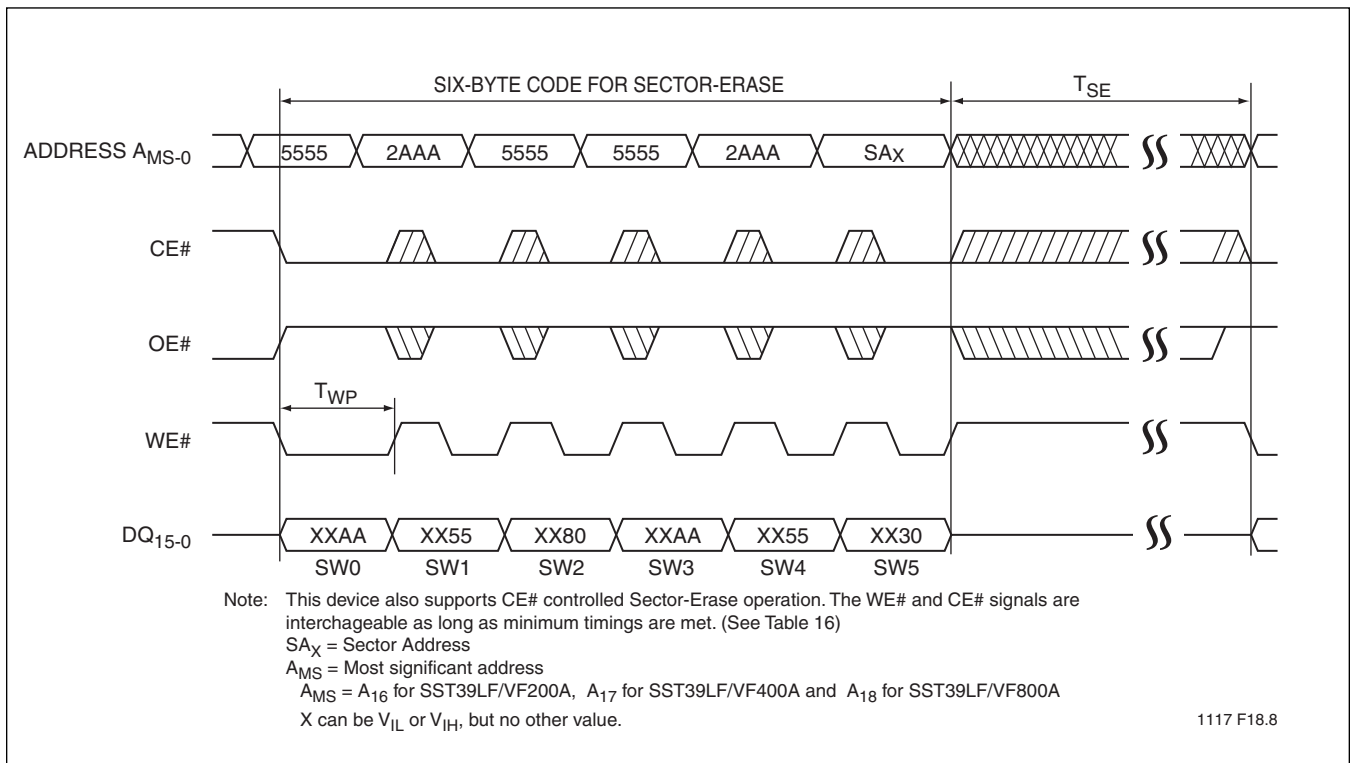 SIX-BYTE CODE FOR SECTOR-ERASE
TSE
ADDRESS AMS-0
5555 2AAA 5555 5555 2AAA SAX
CE#
OE#
TWP
WE#
DQ15-0
XXAA XX55 XX80 XXAA XX55 XX30
SW0 SW1 SW2 SW3 SW4 SW5
Note: This device also supports CE# controlled Sector-Erase operation. The WE# and CE# signals are
interchageable as long as minimum timings are met. (See Table 16)
SAX = Sector Address
AMS = Most significant address
AMS = A16 for SST39LF/VF200A, A17 for SST39LF/VF400A and A18 for SST39LF/VF800A
X can be VIL or VIH, but no other value.
1117 F18.8